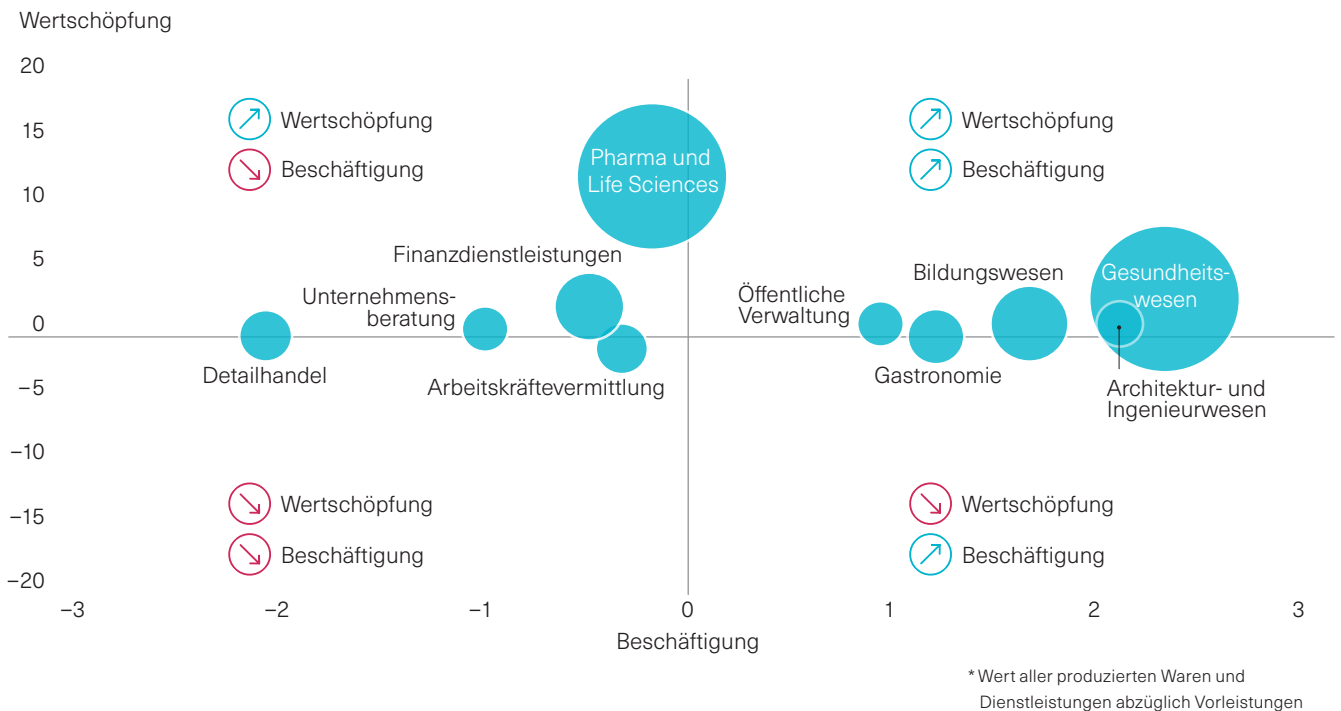 Wertschöpfung
20
15
10
5
0
−5
−10
−15
−20
Wertschöpfung
Beschäftigung
Wertschöpfung
Beschäftigung
Pharma und
Life Sciences
Finanzdienstleistungen
Unternehmens-
beratung
Detailhandel
Arbeitskräftevermittlung
Öffentliche
Verwaltung
Bildungswesen
Gastronomie
Gesundheits-
wesen
Architektur- und
Ingenieurwesen
Wertschöpfung
Beschäftigung
Wertschöpfung
Beschäftigung
−3
−2
−1
0
1
2
3
Beschäftigung
* Wert aller produzierten Waren und
Dienstleistungen abzüglich Vorleistungen